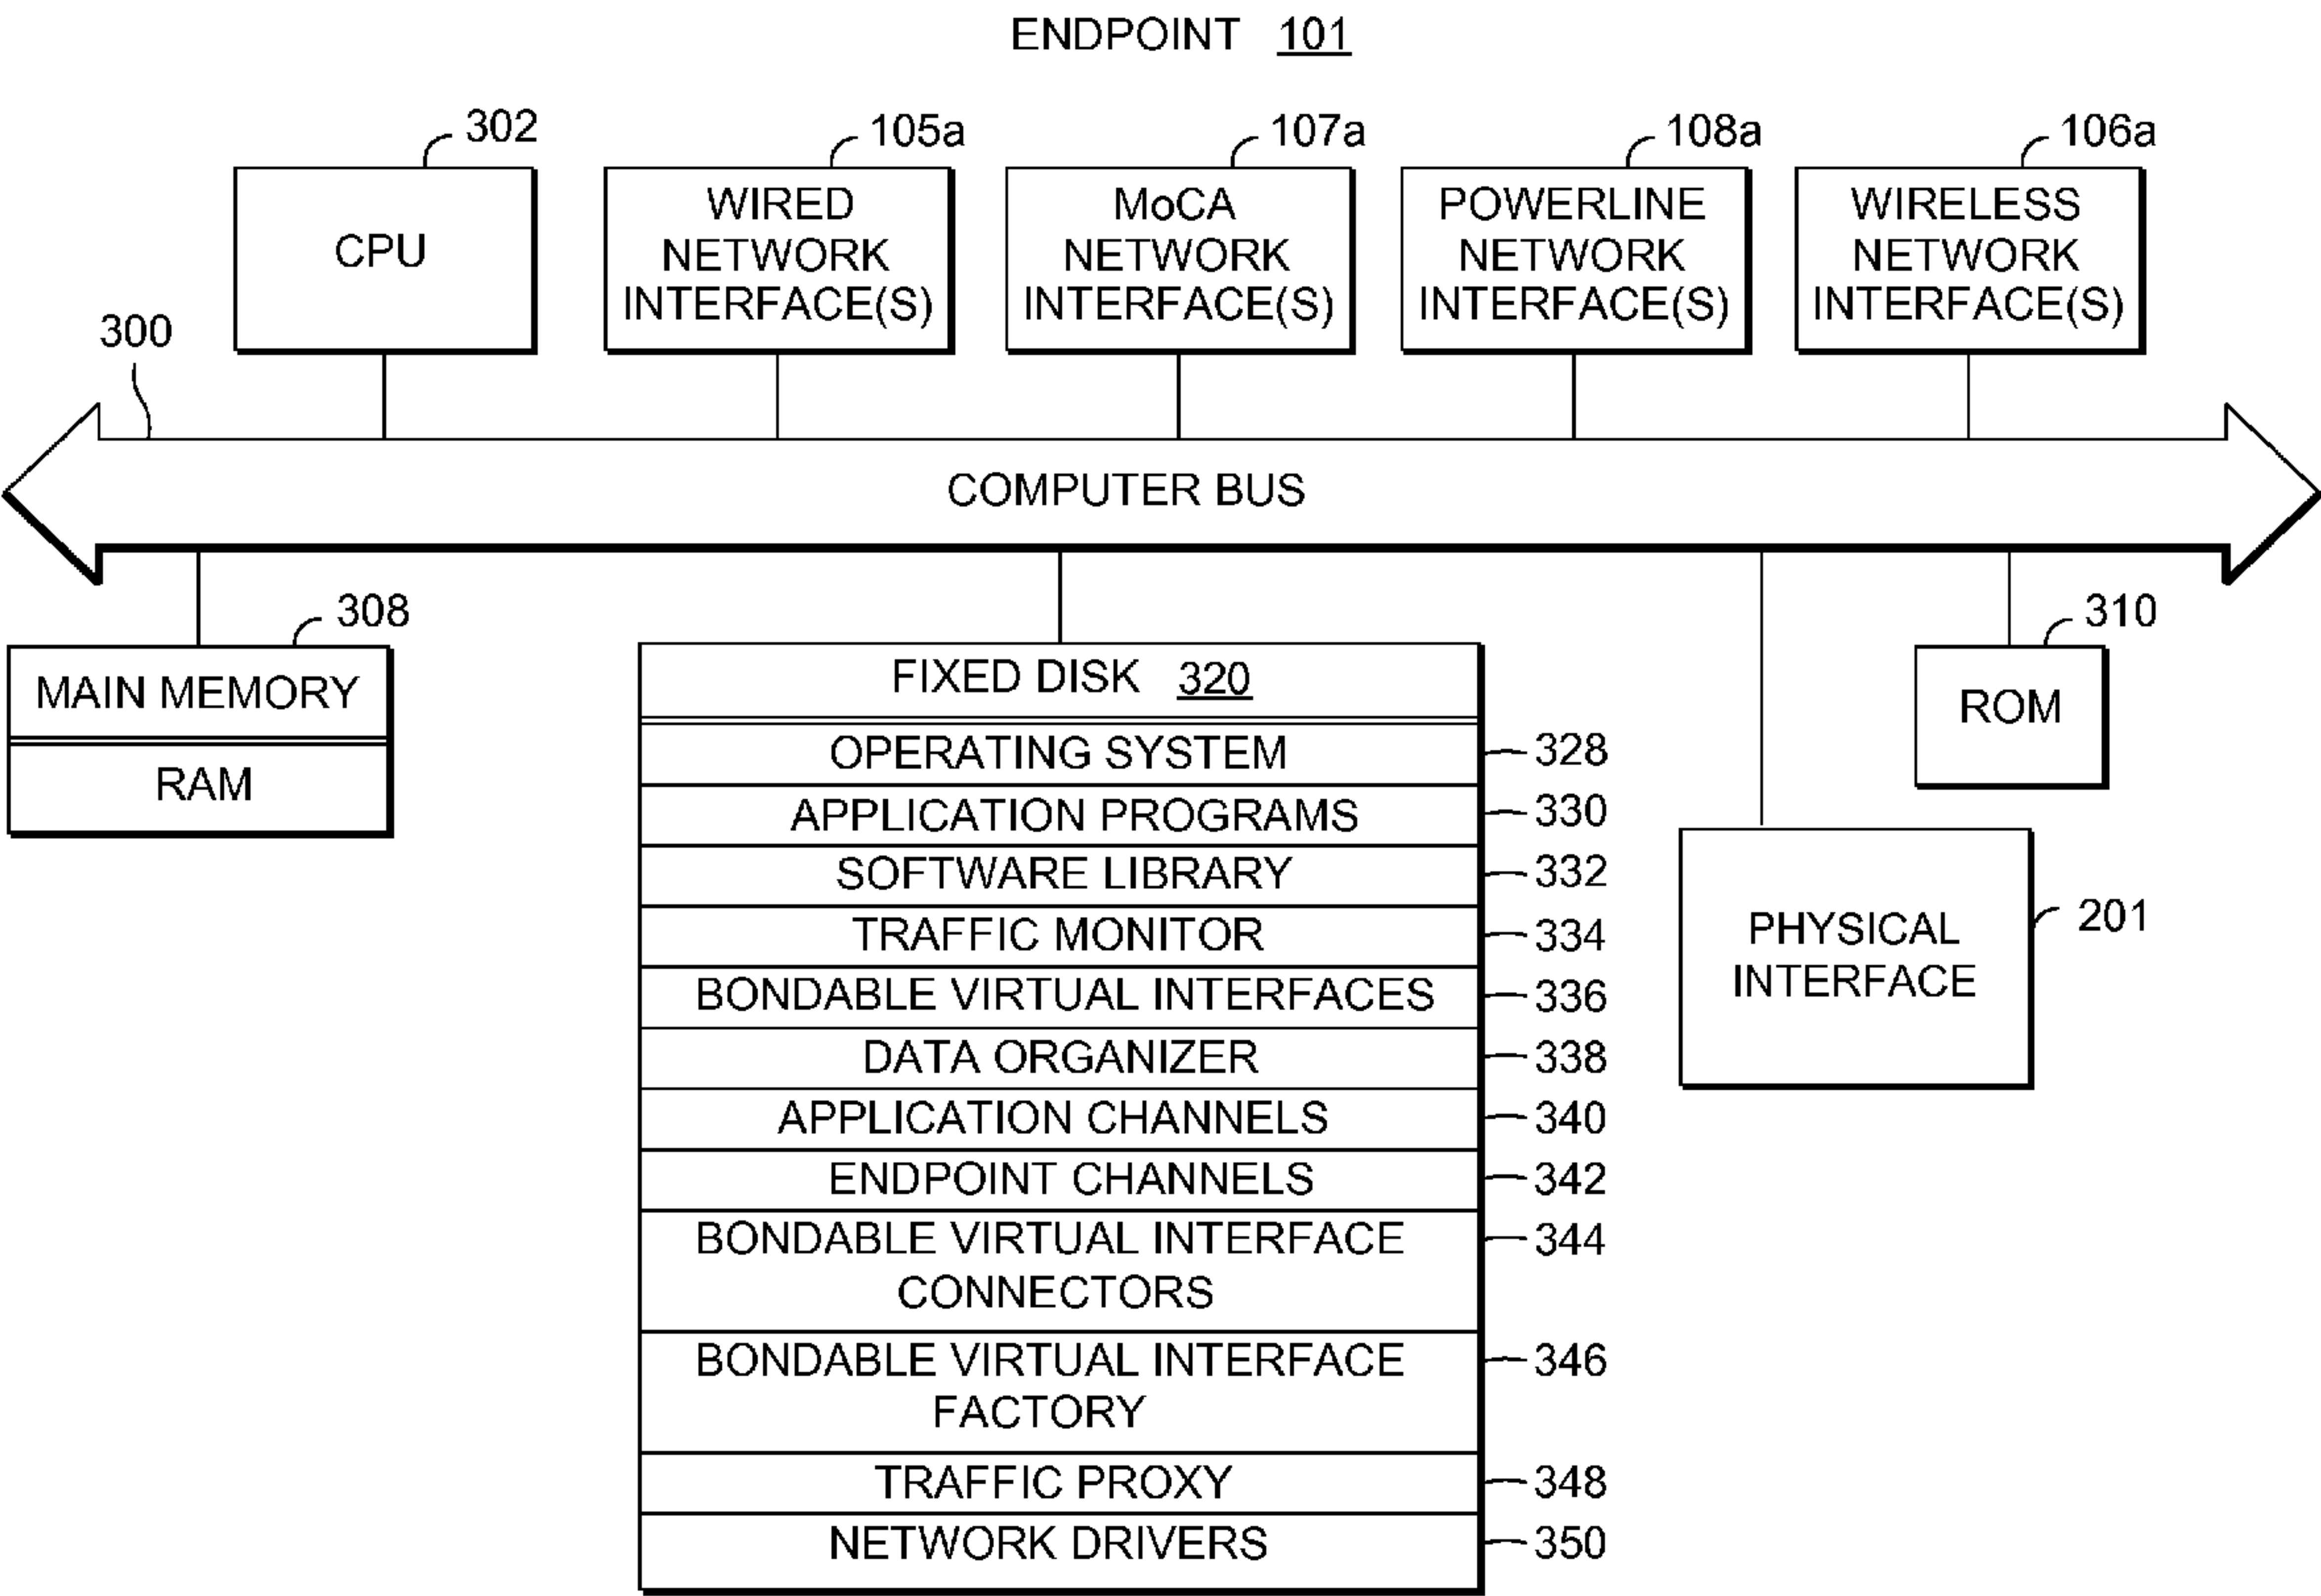 ENDPOINT 101
302
105a
107a
108a
106a
CPU
WIRED
NETWORK
INTERFACE(S)
MoCA
NETWORK
INTERFACE(S)
POWERLINE
NETWORK
INTERFACE(S)
WIRELESS
NETWORK
INTERFACE(S)
300
COMPUTER BUS
308
MAIN MEMORY
RAM
FIXED DISK 320
OPERATING SYSTEM 328
APPLICATION PROGRAMS 330
SOFTWARE LIBRARY 332
TRAFFIC MONITOR 334
BONDABLE VIRTUAL INTERFACES 336
DATA ORGANIZER 338
APPLICATION CHANNELS 340
ENDPOINT CHANNELS 342
BONDABLE VIRTUAL INTERFACE 344
CONNECTORS
BONDABLE VIRTUAL INTERFACE 346
FACTORY
TRAFFIC PROXY 348
NETWORK DRIVERS 350
310
ROM
PHYSICAL
INTERFACE
201